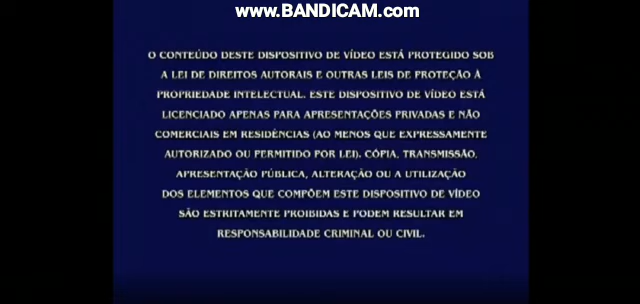 www.BANDICAM.com
O CONTEÚDO DESTE DISPOSITIVO DE VÍDEO ESTÁ PROTEGIDO SOB
A LEI DE DIREITOS AUTORAIS E OUTRAS LEIS DE PROTEÇÃO À
PROPRIEDADE INTELECTUAL. ESTE DISPOSITIVO DE VÍDEO ESTÁ
LICENCIADO APENAS PARA APRESENTAÇÕES PRIVADAS E NÃO
COMERCIAIS EM RESIDÊNCIAS (AO MENOS QUE EXPRESSAMENTE
AUTORIZADO OU PERMITIDO POR LEI). CÓPIA, TRANSMISSÃO,
APRESENTAÇÃO PÚBLICA, ALTERAÇÃO OU A UTILIZAÇÃO
DOS ELEMENTOS QUE COMPÕEM ESTE DISPOSITIVO DE VÍDEO
SÃO ESTRITAMENTE PROIBIDAS E PODEM RESULTAR EM
RESPONSABILIDADE CRIMINAL OU CIVIL.